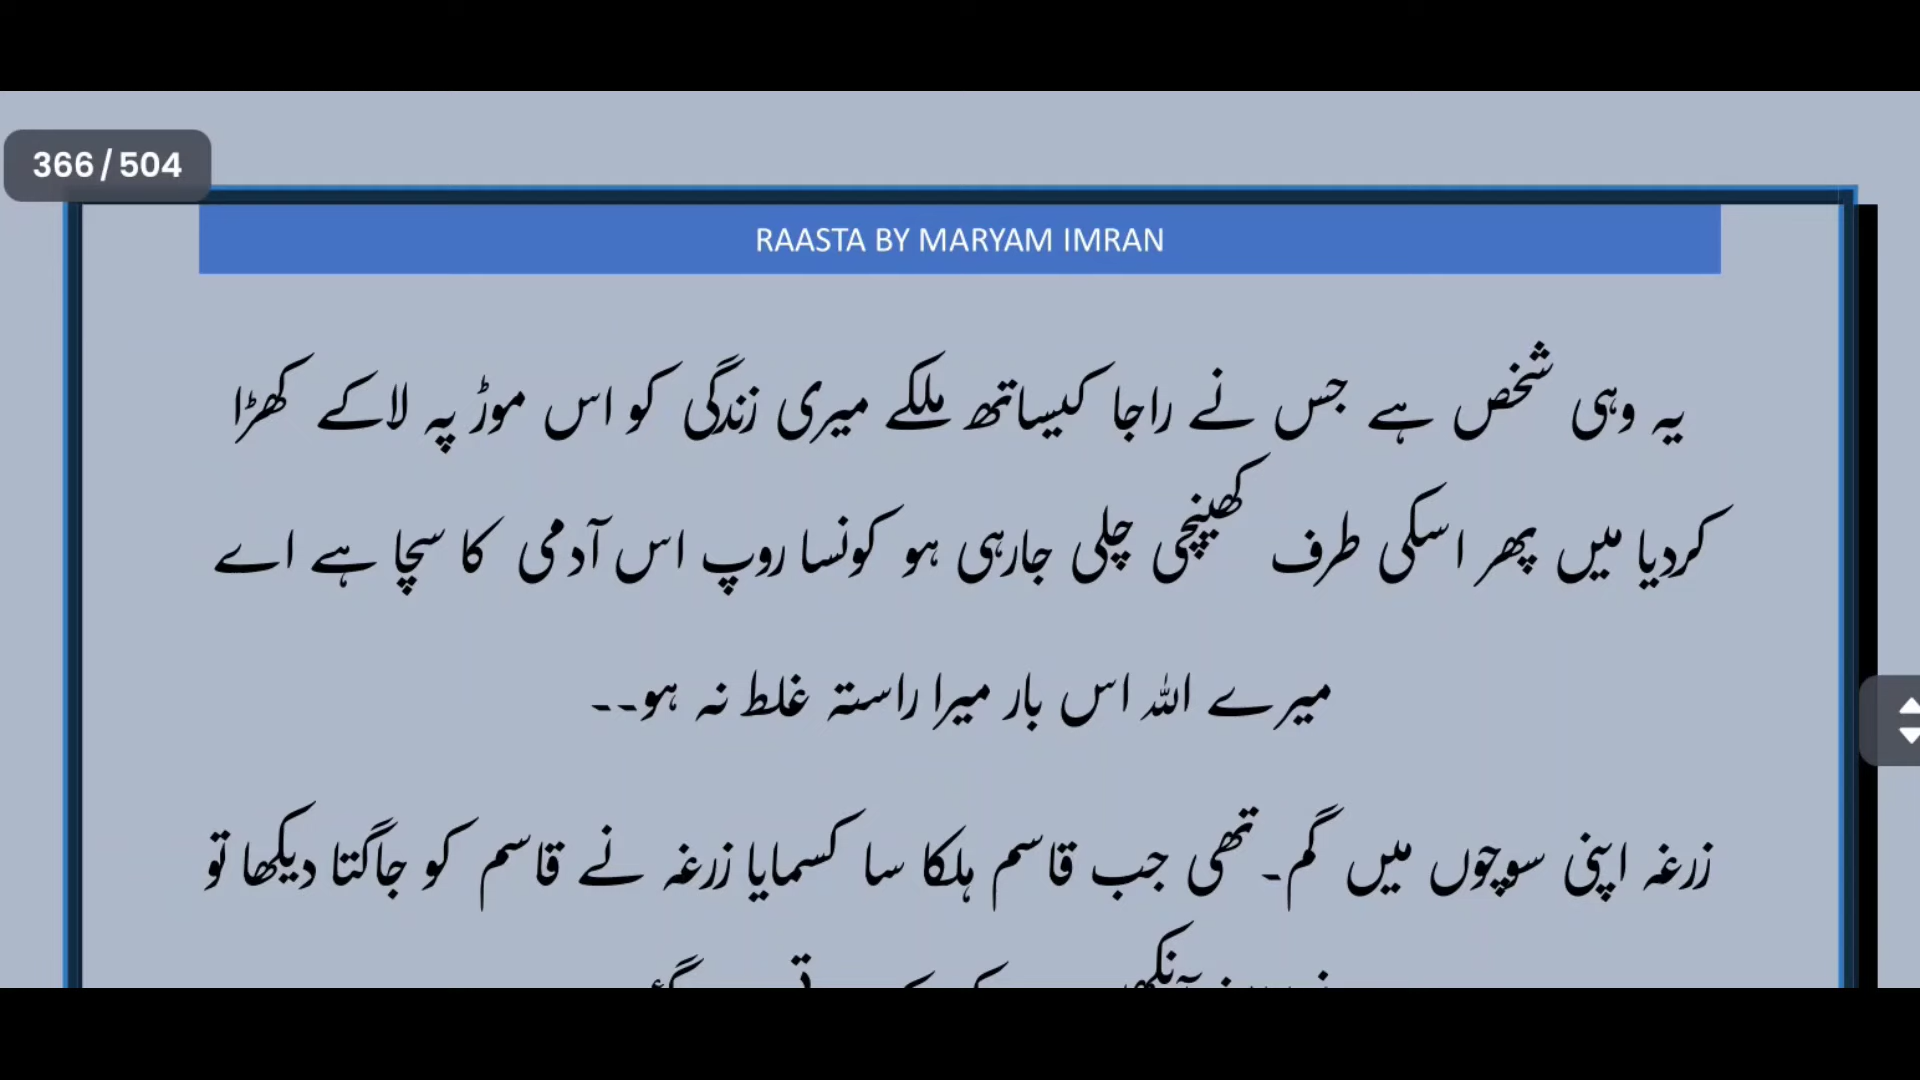 366/504
RAASTA BY MARYAM IMRAN
یہ وہی شخص ہے جس نے راجا کیساتھ ملکے میری زندگی کو اس موڑ پہ لاکے کھڑا
کردیا میں پھر اسکی طرف کھینچی چلی جارہی ہو کونسا روپ اس آدمی کا سچا ہے اے
میرے اللہ اس بار میرا راستہ غلط نہ ہو--
زرغہ اپنی سوچوں میں گم۔تھی جب قاسم ہلکا سا کسمایا زرغہ نے قاسم کو جاگتا دیکھا تو